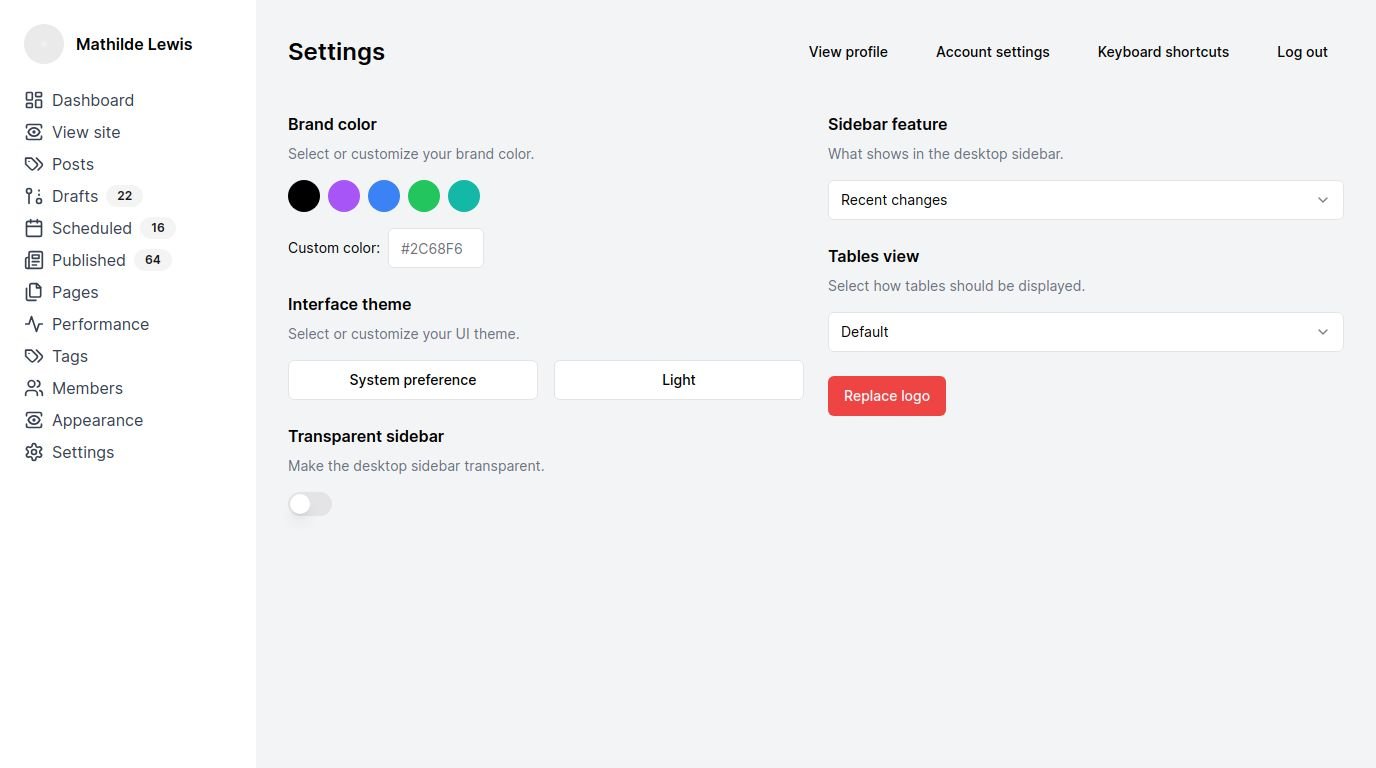 Mathilde Lewis
Dashboard
View site
Posts
Drafts 22
Scheduled 16
Published 64
Pages
Performance
Tags
Members
Appearance
Settings
Settings
View profile
Account settings
Keyboard shortcuts
Log out
Brand color
Select or customize your brand color.
Custom color: #2C68F6
Interface theme
Select or customize your UI theme.
System preference
Light
Transparent sidebar
Make the desktop sidebar transparent.
Sidebar feature
What shows in the desktop sidebar.
Recent changes
Tables view
Select how tables should be displayed.
Default
Replace logo